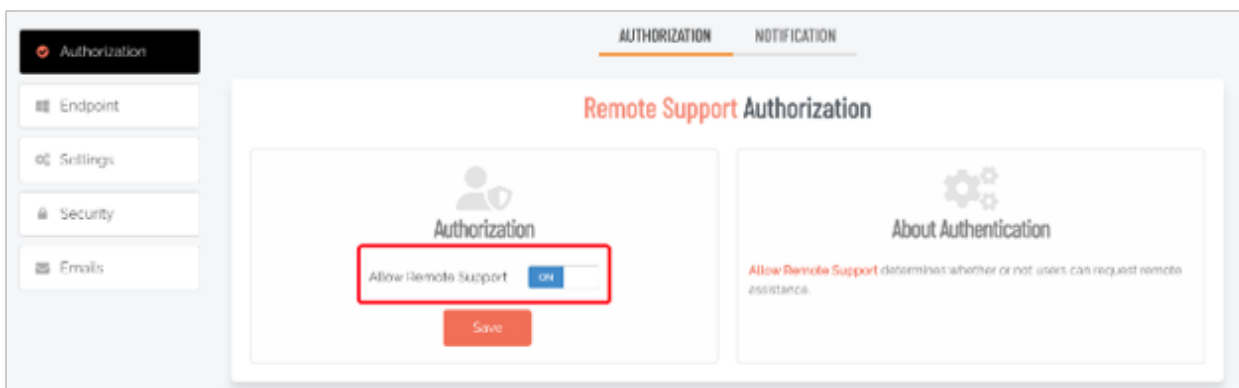 AUTHORIZATION NOTIFICATION
Authorization
Endpoint
Settings
Security
Emails
Remote Support Authorization
Authorization
Allow Remote Support ON
Save
About Authentication
Allow Remote Support determines whether or not users can request remote
assistance.